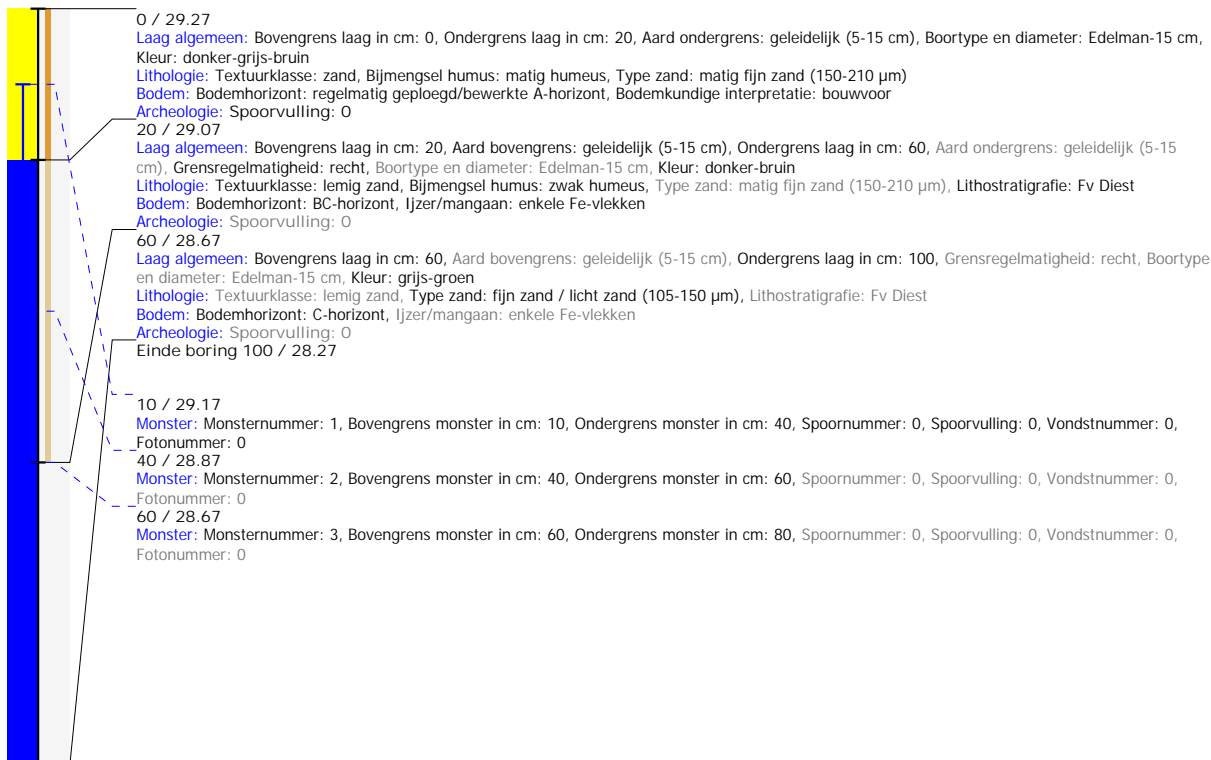 0 / 29.27
Laag algemeen: Bovengrens laag in cm: 0, Ondergrens laag in cm: 20, Aard ondergrens: geleidelijk (5-15 cm), Boortype en diameter: Edelman-15 cm,
Kleur: donker-grijs-bruin
Lithologie: Textuurklasse: zand, Bijmengsel humus: matig humeus, Type zand: matig fijn zand (150-210 µm)
Bodem: Bodemhorizont: regelmatig geploegd/bewerkte A-horizont, Bodemkundige interpretatie: bouwvoor
Archeologie: Spoorvulling: 0
20 / 29.07
Laag algemeen: Bovengrens laag in cm: 20, Aard bovengrens: geleidelijk (5-15 cm), Ondergrens laag in cm: 60, Aard ondergrens: geleidelijk (5-15
cm), Grensregelmatigheid: recht, Boortype en diameter: Edelman-15 cm, Kleur: donker-bruin
Lithologie: Textuurklasse: lemig zand, Bijmengsel humus: zwak humeus, Type zand: matig fijn zand (150-210 µm), Lithostratigrafie: Fv Diest
Bodem: Bodemhorizont: BC-horizont, Ijzer/mangaan: enkele Fe-vlekken
Archeologie: Spoorvulling: 0
60 / 28.67
Laag algemeen: Bovengrens laag in cm: 60, Aard bovengrens: geleidelijk (5-15 cm), Ondergrens laag in cm: 100, Grensregelmatigheid: recht, Boortype
en diameter: Edelman-15 cm, Kleur: grijs-groen
Lithologie: Textuurklasse: lemig zand, Type zand: fijn zand / licht zand (105-150 µm), Lithostratigrafie: Fv Diest
Bodem: Bodemhorizont: C-horizont, Ijzer/mangaan: enkele Fe-vlekken
Archeologie: Spoorvulling: 0
Einde boring 100 / 28.27
10 / 29.17
Monster: Monsternummer: 1, Bovengrens monster in cm: 10, Ondergrens monster in cm: 40, Spoornummer: 0, Spoorvulling: 0, Vondstnummer: 0,
Fotonummer: 0
40 / 28.87
Monster: Monsternummer: 2, Bovengrens monster in cm: 40, Ondergrens monster in cm: 60, Spoornummer: 0, Spoorvulling: 0, Vondstnummer: 0,
Fotonummer: 0
60 / 28.67
Monster: Monsternummer: 3, Bovengrens monster in cm: 60, Ondergrens monster in cm: 80, Spoornummer: 0, Spoorvulling: 0, Vondstnummer: 0,
Fotonummer: 0